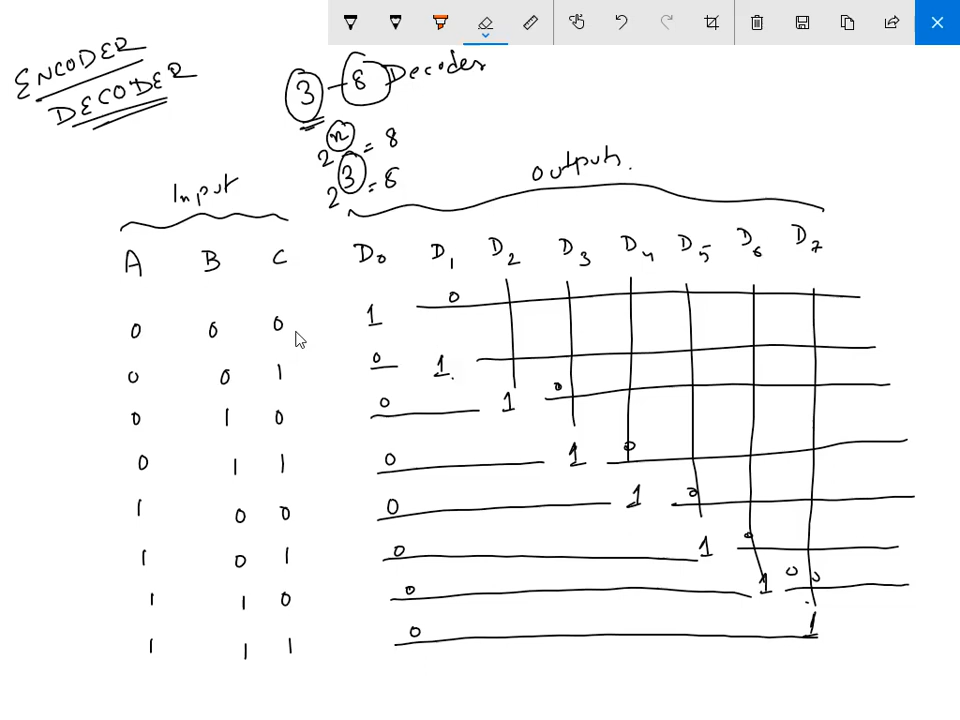 ENCODER
DECODER
3 - 8 Decoder
2^n = 8
2^3 = 8
Input
Outputs.
A B C D0 D1 D2 D3 D4 D5 D6 D7
0 0 0 1 0
0 0 1 0 1
0 1 0 0 1 0
0 1 1 0 1 0
1 0 0 0 1 0
1 0 1 0 1 0
1 1 0 0 1 0 0
1 1 1 0 1